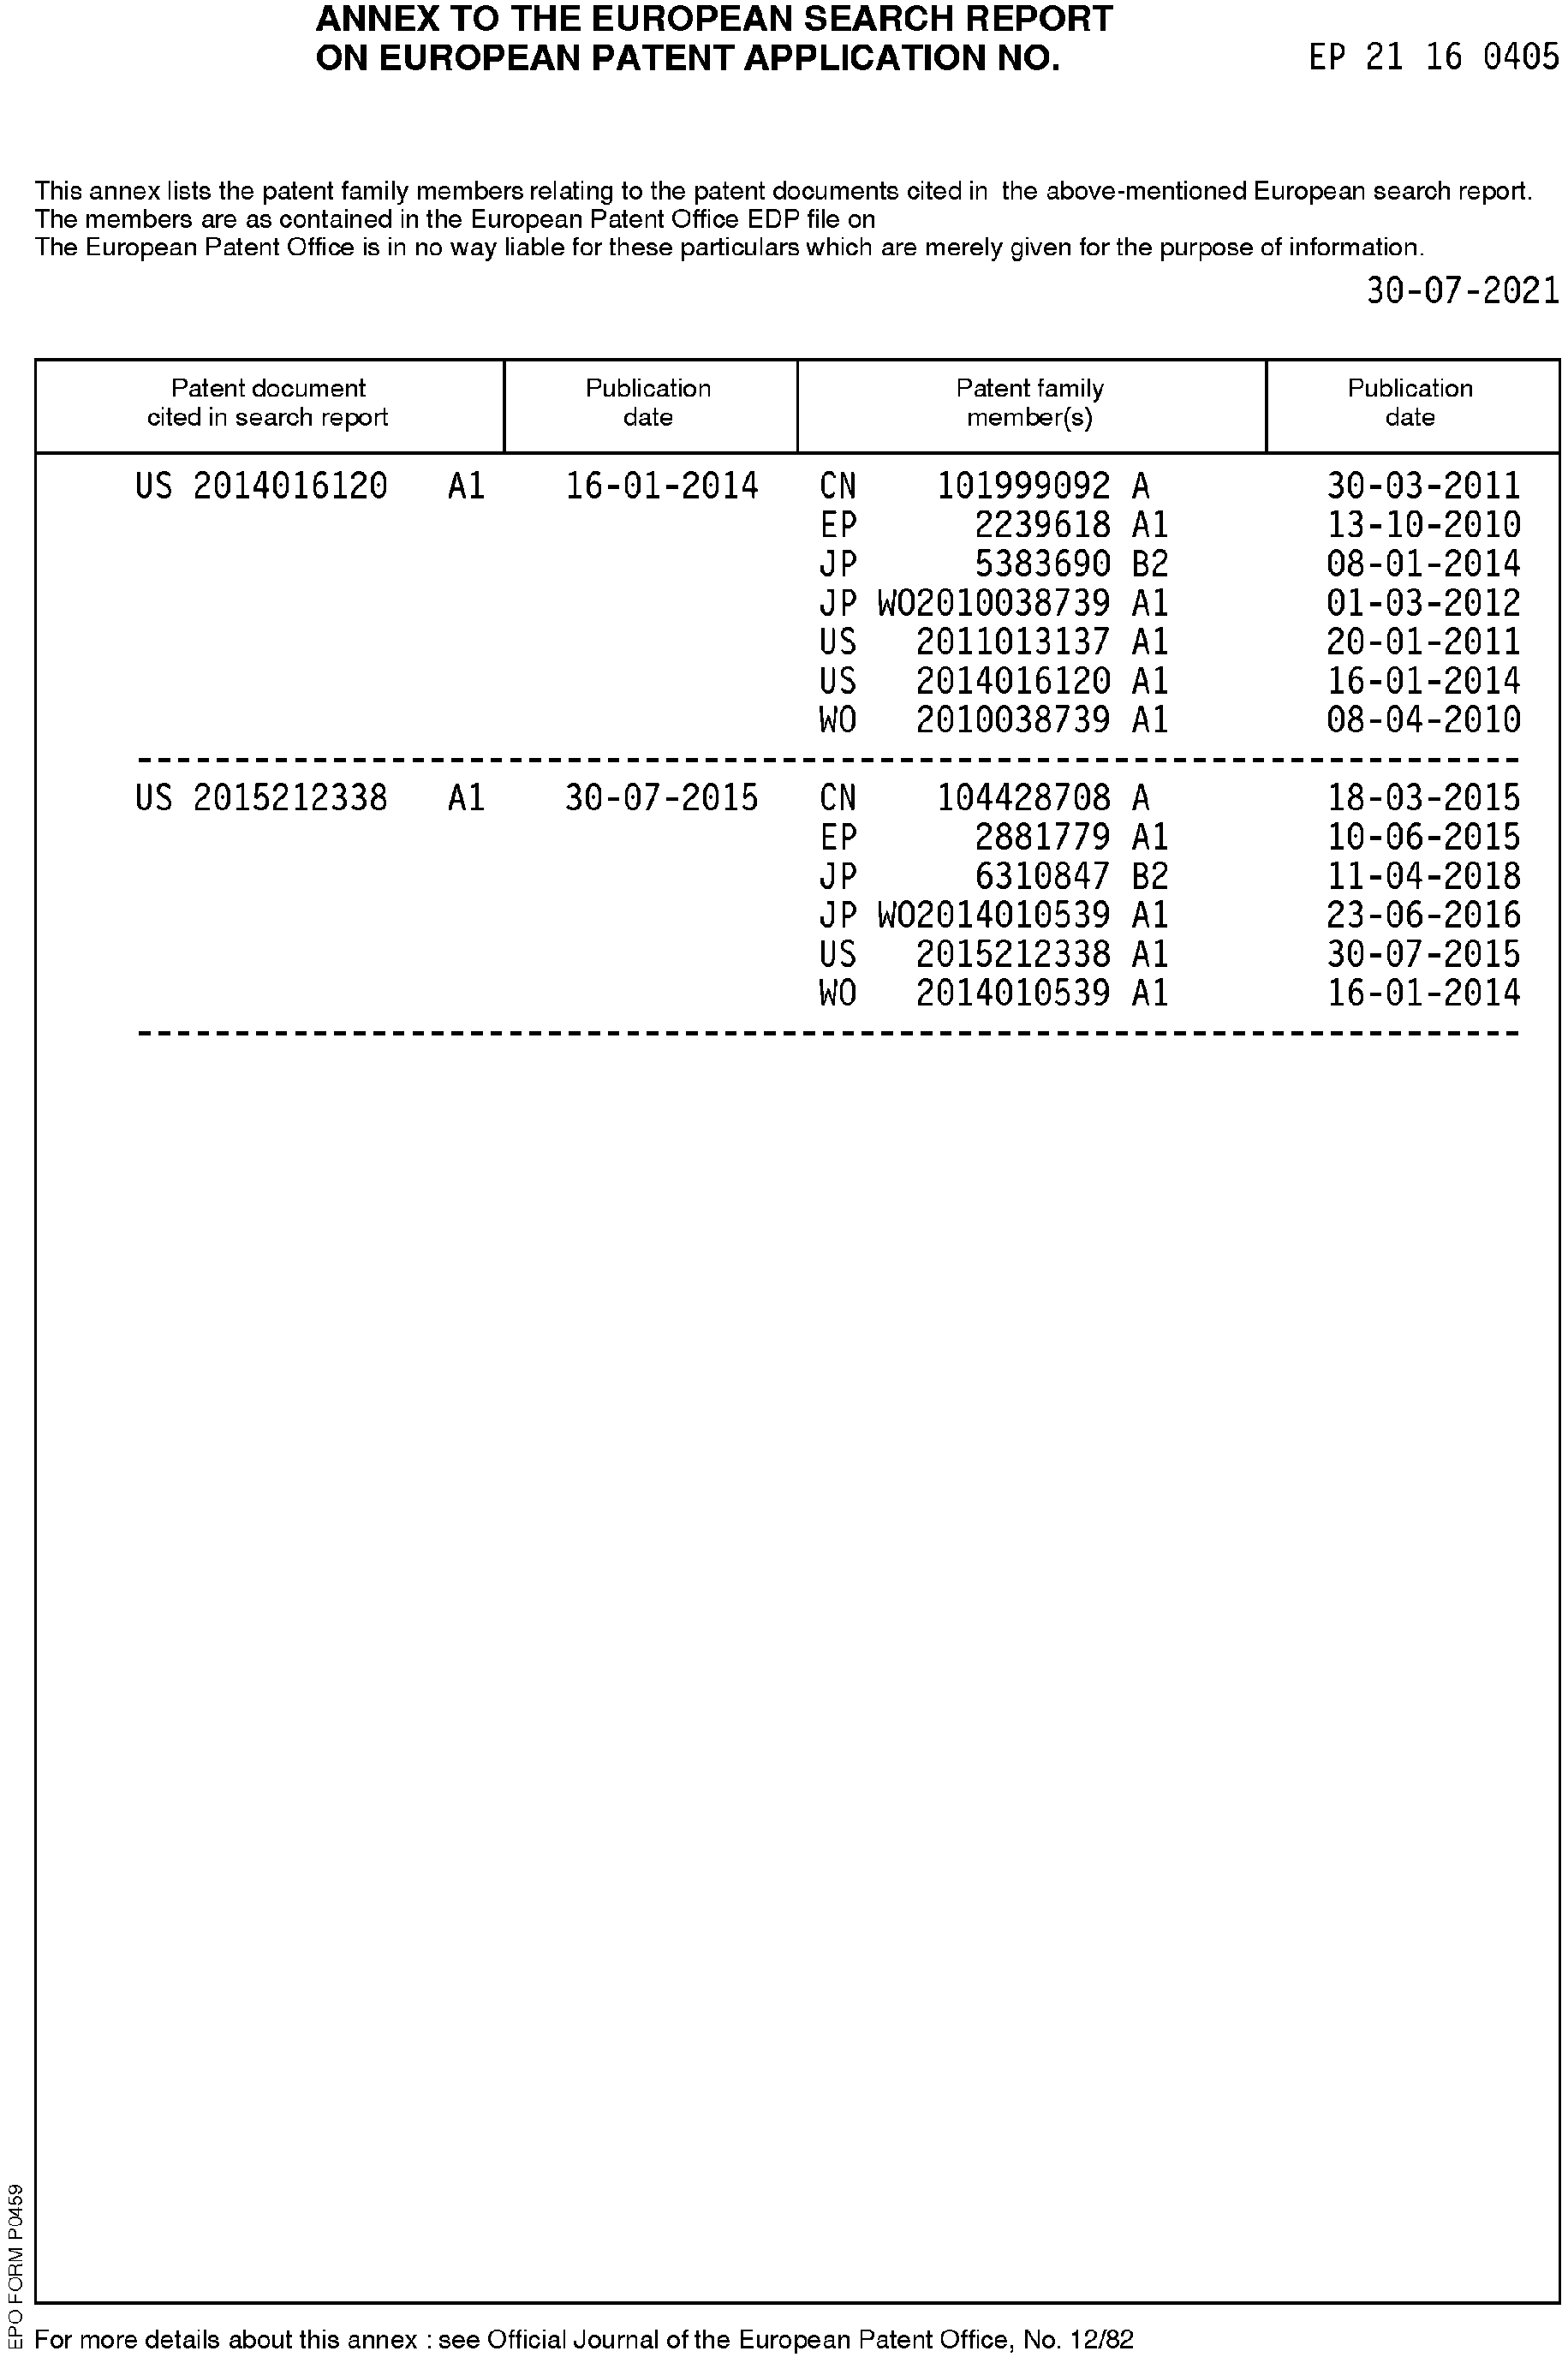 ANNEX TO THE EUROPEAN SEARCH REPORT
ON EUROPEAN PATENT APPLICATION NO. EP 21 16 0405
This annex lists the patent family members relating to the patent documents cited in the above-mentioned European search report.
The members are as contained in the European Patent Office EDP file on
The European Patent Office is in no way liable for these particulars which are merely given for the purpose of information.
30-07-2021
Patent document cited in search report Publication date Patent family member(s) Publication date
US 2014016120 A1 16-01-2014 CN 101999092 A 30-03-2011
EP 2239618 A1 13-10-2010
JP 5383690 B2 08-01-2014
JP WO2010038739 A1 01-03-2012
US 2011013137 A1 20-01-2011
US 2014016120 A1 16-01-2014
WO 2010038739 A1 08-04-2010
US 2015212338 A1 30-07-2015 CN 104428708 A 18-03-2015
EP 2881779 A1 10-06-2015
JP 6310847 B2 11-04-2018
JP WO2014010539 A1 23-06-2016
US 2015212338 A1 30-07-2015
WO 2014010539 A1 16-01-2014
EPO FORM P0459
For more details about this annex : see Official Journal of the European Patent Office, No. 12/82